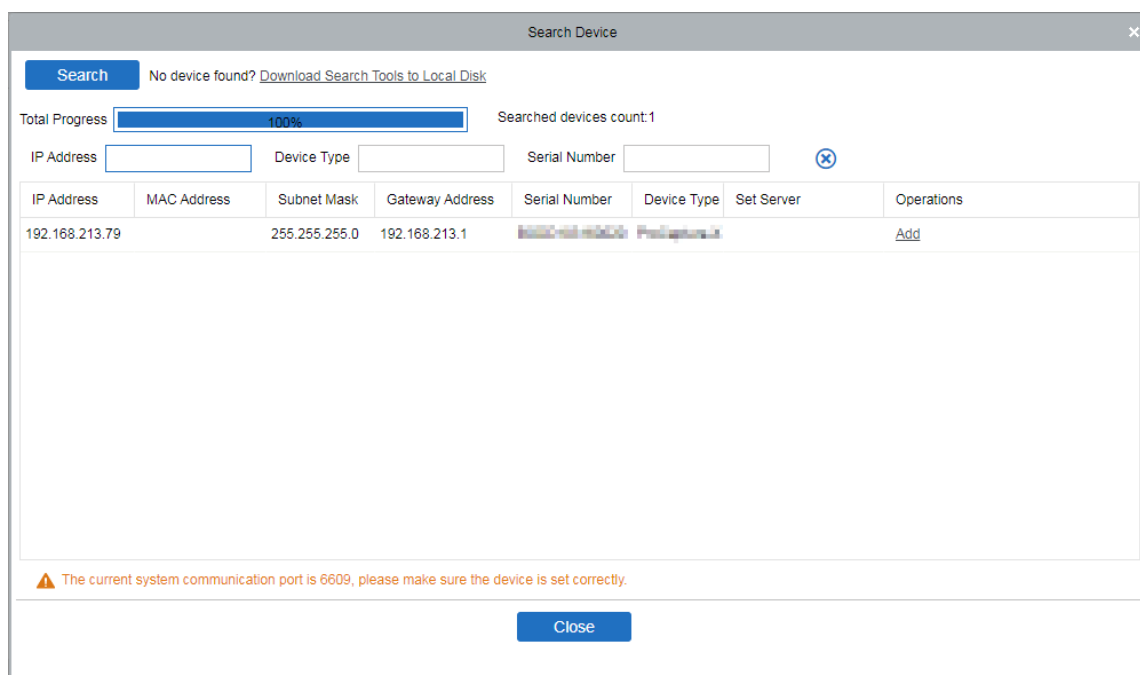 Search Device
Search No device found? Download Search Tools to Local Disk
Total Progress 100% Searched devices count:1
IP Address Device Type Serial Number
IP Address MAC Address Subnet Mask Gateway Address Serial Number Device Type Set Server Operations
192.168.213.79 255.255.255.0 192.168.213.1 Add
The current system communication port is 6609, please make sure the device is set correctly.
Close